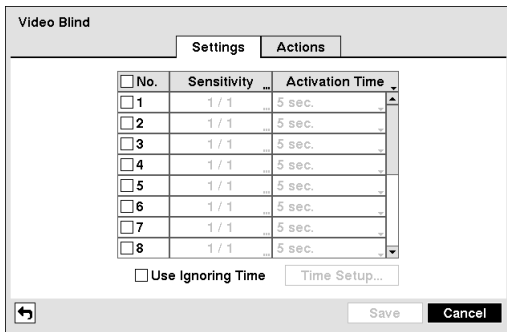 Video Blind
Settings Actions
No. Sensitivity ... Activation Time
1 1 / 1 ... 5 sec.
2 1 / 1 ... 5 sec.
3 1 / 1 ... 5 sec.
4 1 / 1 ... 5 sec.
5 1 / 1 ... 5 sec.
6 1 / 1 ... 5 sec.
7 1 / 1 ... 5 sec.
8 1 / 1 ... 5 sec.
Use Ignoring Time Time Setup...
Save Cancel